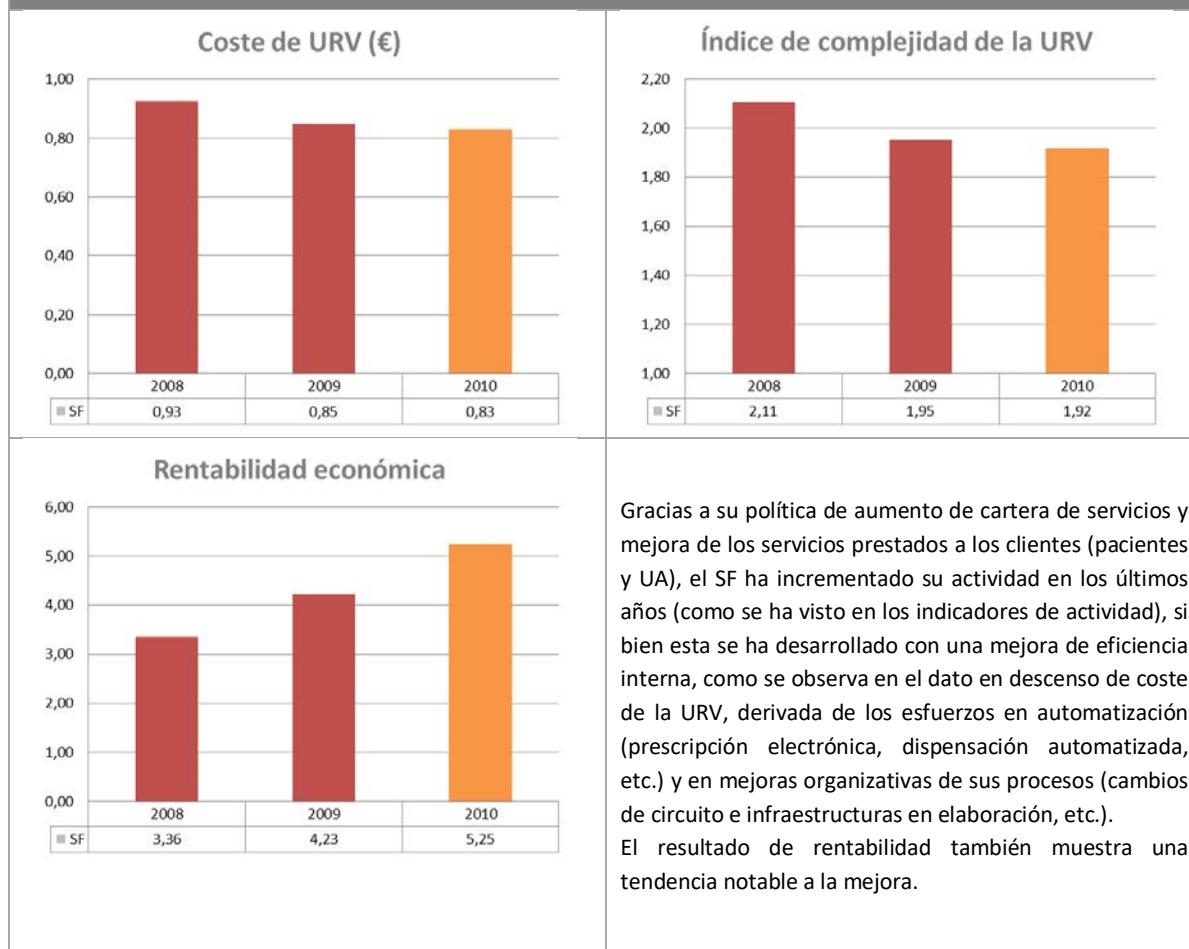 Coste de URV (€)
1,00
0,80
0,60
0,40
0,20
0,00
2008 2009 2010
SF 0,93 0,85 0,83
Índice de complejidad de la URV
2,20
2,00
1,80
1,60
1,40
1,20
1,00
2008 2009 2010
SF 2,11 1,95 1,92
Rentabilidad económica
6,00
5,00
4,00
3,00
2,00
1,00
0,00
2008 2009 2010
SF 3,36 4,23 5,25
Gracias a su política de aumento de cartera de servicios y
mejora de los servicios prestados a los clientes (pacientes
y UA), el SF ha incrementado su actividad en los últimos
años (como se ha visto en los indicadores de actividad), si
bien esta se ha desarrollado con una mejora de eficiencia
interna, como se observa en el dato en descenso de coste
de la URV, derivada de los esfuerzos en automatización
(prescripción electrónica, dispensación automatizada,
etc.) y en mejoras organizativas de sus procesos (cambios
de circuito e infraestructuras en elaboración, etc.).
El resultado de rentabilidad también muestra una
tendencia notable a la mejora.